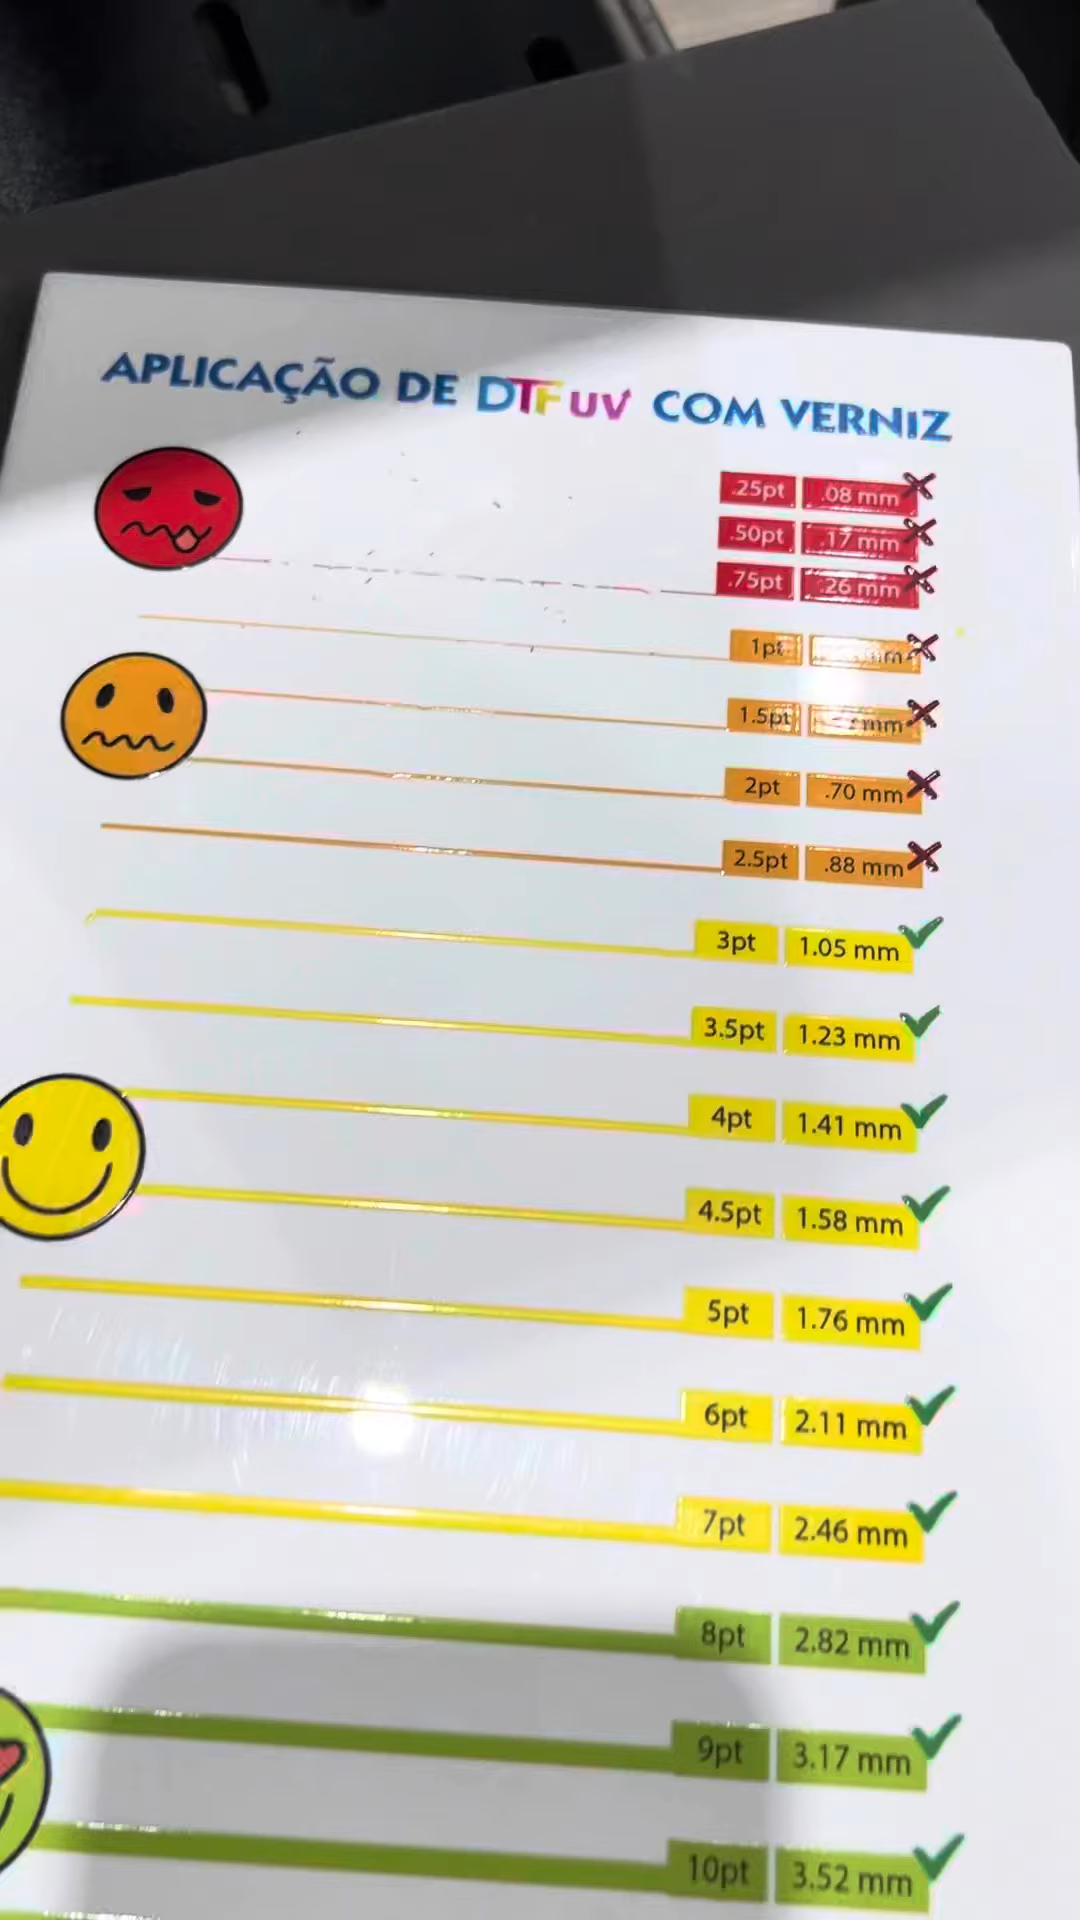 APLICAÇÃO DE DTF UV COM VERNIZ
.25pt .08 mm
.50pt .17 mm
.75pt .26 mm
1pt mm
1.5pt mm
2pt .70 mm
2.5pt .88 mm
3pt 1.05 mm
3.5pt 1.23 mm
4pt 1.41 mm
4.5pt 1.58 mm
5pt 1.76 mm
6pt 2.11 mm
7pt 2.46 mm
8pt 2.82 mm
9pt 3.17 mm
10pt 3.52 mm